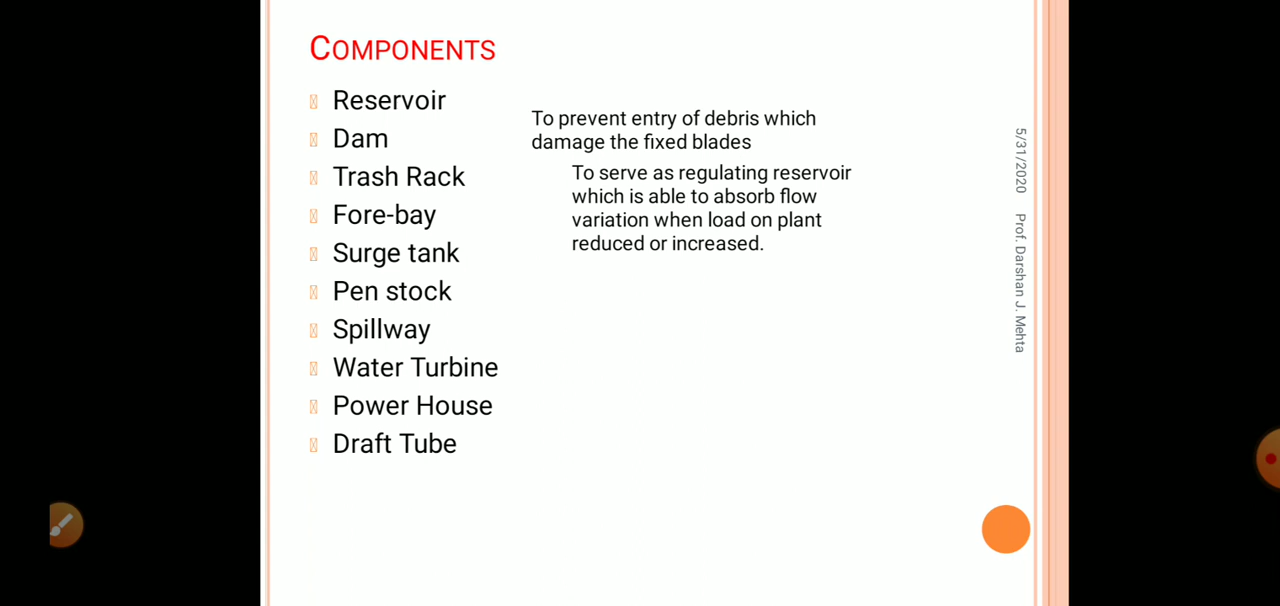 COMPONENTS
Reservoir
Dam
Trash Rack
Fore-bay
Surge tank
Pen stock
Spillway
Water Turbine
Power House
Draft Tube
To prevent entry of debris which
damage the fixed blades
To serve as regulating reservoir
which is able to absorb flow
variation when load on plant
reduced or increased.
5/31/2020 Prof. Darshan J. Mehta